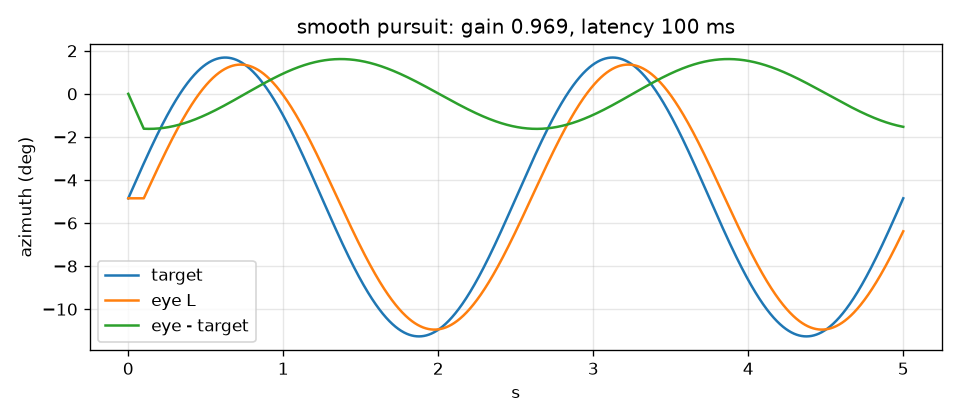 smooth pursuit: gain 0.969, latency 100 ms
azimuth (deg)
2
0
−2
−4
−6
−8
−10
target
eye L
eye - target
0 1 2 3 4 5
s